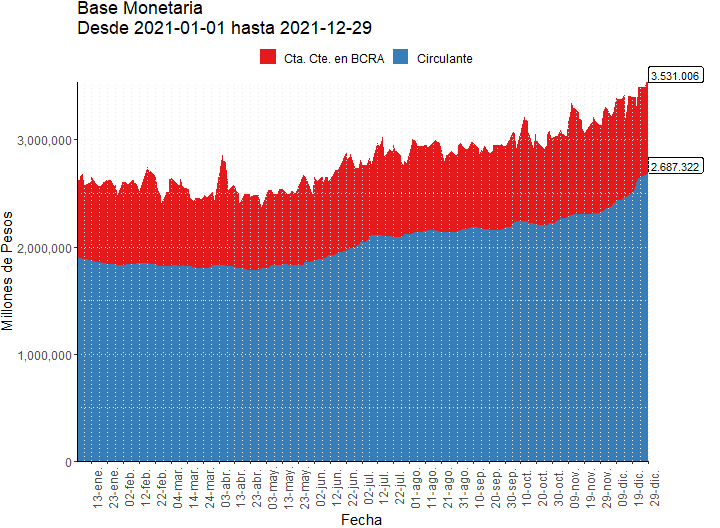 Base Monetaria
Desde 2021-01-01 hasta 2021-12-29
Cta. Cte. en BCRA
Circulante
3.531.006
3,000,000
2.687.322
2,000,000
1,000,000
0
Millones de Pesos
13-ene.
23-ene.
02-feb.
12-feb.
22-feb.
04-mar.
14-mar.
24-mar.
03-abr.
13-abr.
23-abr.
03-may.
13-may.
23-may.
02-jun.
12-jun.
22-jun.
02-jul.
12-jul.
22-jul.
01-ago.
11-ago.
21-ago.
31-ago.
10-sep.
20-sep.
30-sep.
10-oct.
20-oct.
30-oct.
09-nov.
19-nov.
29-nov.
09-dic.
19-dic.
29-dic.
Fecha